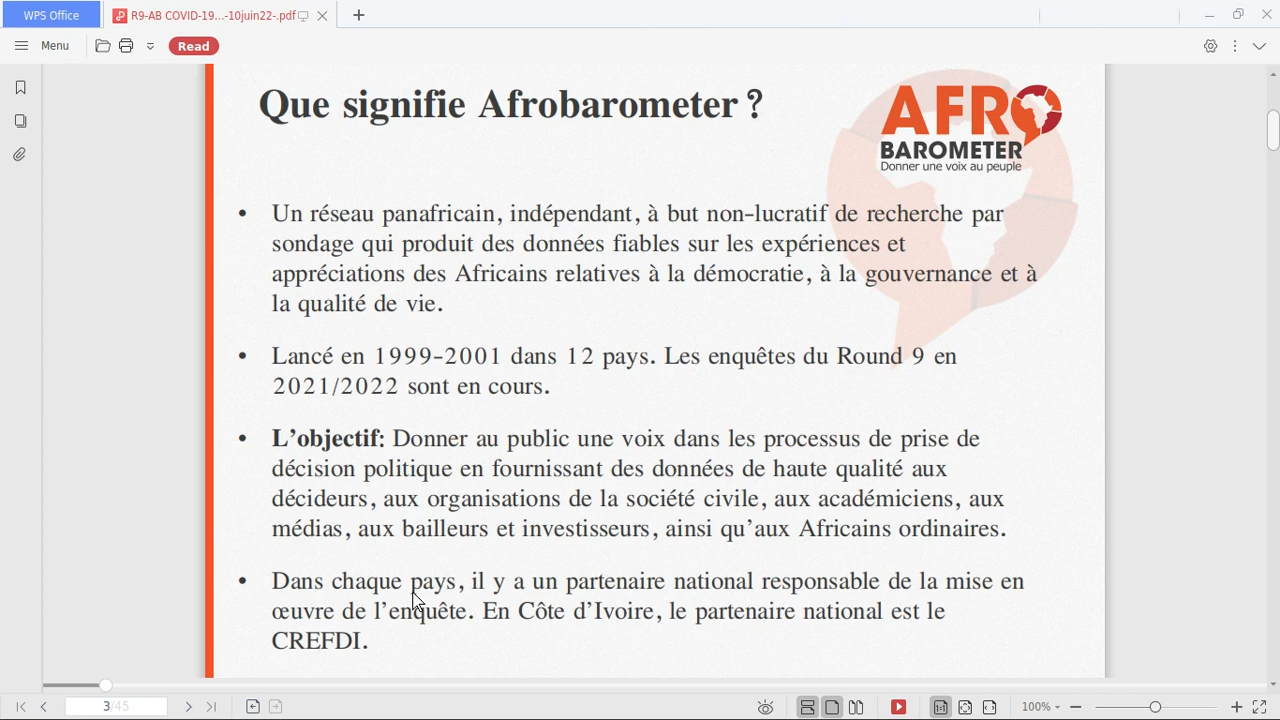 WPS Office
R9-AB COVID-19...-10juin22-.pdf
Menu
Read
Que signifie Afrobarometer ?
AFRO
BAROMETER
Donner une voix au peuple
• Un réseau panafricain, indépendant, à but non-lucratif de recherche par
sondage qui produit des données fiables sur les expériences et
appréciations des Africains relatives à la démocratie, à la gouvernance et à
la qualité de vie.
• Lancé en 1999-2001 dans 12 pays. Les enquêtes du Round 9 en
2021/2022 sont en cours.
• L’objectif: Donner au public une voix dans les processus de prise de
décision politique en fournissant des données de haute qualité aux
décideurs, aux organisations de la société civile, aux académiciens, aux
médias, aux bailleurs et investisseurs, ainsi qu’aux Africains ordinaires.
• Dans chaque pays, il y a un partenaire national responsable de la mise en
œuvre de l’enquête. En Côte d’Ivoire, le partenaire national est le
CREFDI.
3/45
100%